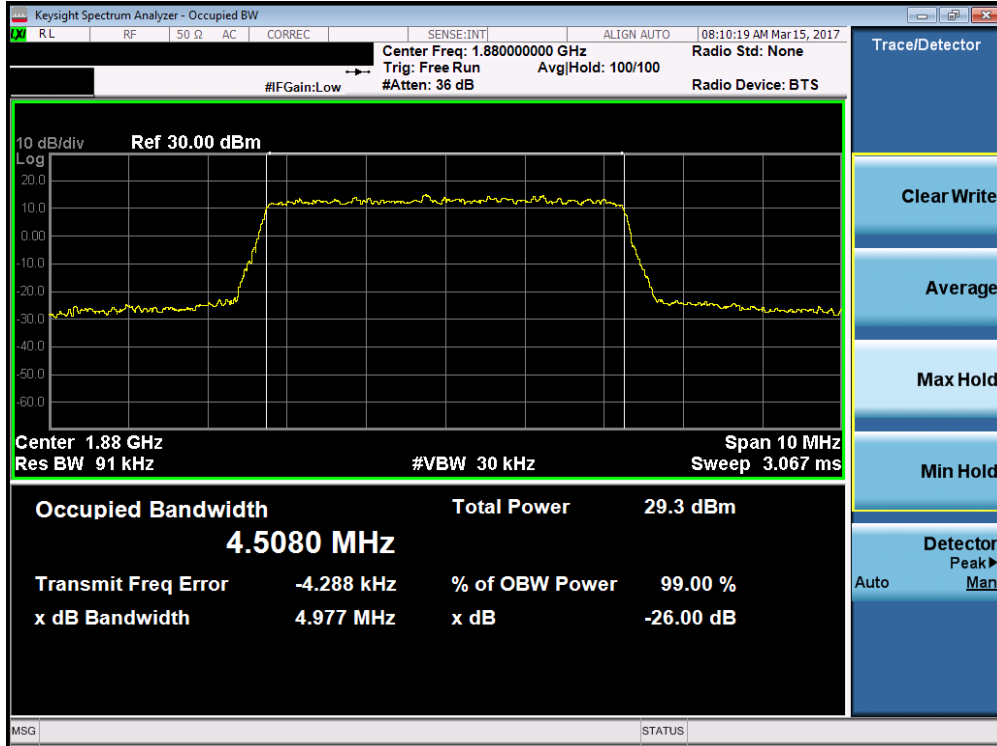 Keysight Spectrum Analyzer - Occupied BW
LXI RL RF 50 Ω AC CORREC SENSE:INT ALIGN AUTO 08:10:19 AM Mar 15, 2017
Center Freq: 1.880000000 GHz Radio Std: None
Trig: Free Run Avg|Hold: 100/100
#IFGain:Low #Atten: 36 dB Radio Device: BTS
10 dB/div Ref 30.00 dBm
Log
20.0
10.0
0.00
-10.0
-20.0
-30.0
-40.0
-50.0
-60.0
Center 1.88 GHz Span 10 MHz
Res BW 91 kHz #VBW 30 kHz Sweep 3.067 ms
Occupied Bandwidth Total Power 29.3 dBm
4.5080 MHz
Transmit Freq Error -4.288 kHz % of OBW Power 99.00 %
x dB Bandwidth 4.977 MHz x dB -26.00 dB
Trace/Detector
Clear Write
Average
Max Hold
Min Hold
Detector
Peak▶
Auto Man
MSG STATUS